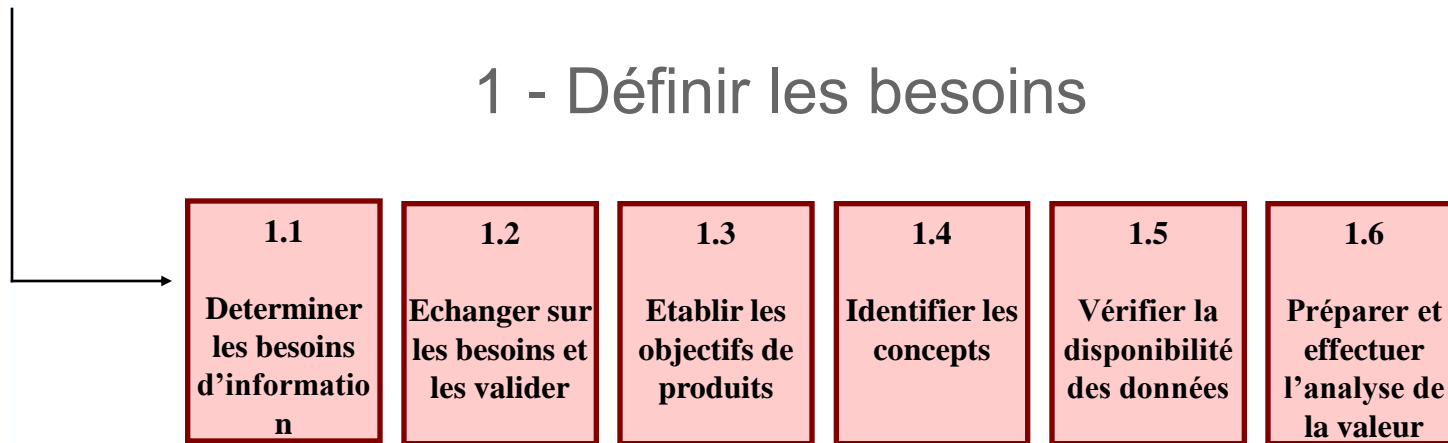 1 - Définir les besoins
1.1
Determiner
les besoins
d’informatio
n
1.2
Echanger sur
les besoins et
les valider
1.3
Etablir les
objectifs de
produits
1.4
Identifier les
concepts
1.5
Vérifier la
disponibilité
des données
1.6
Préparer et
effectuer
l’analyse de
la valeur